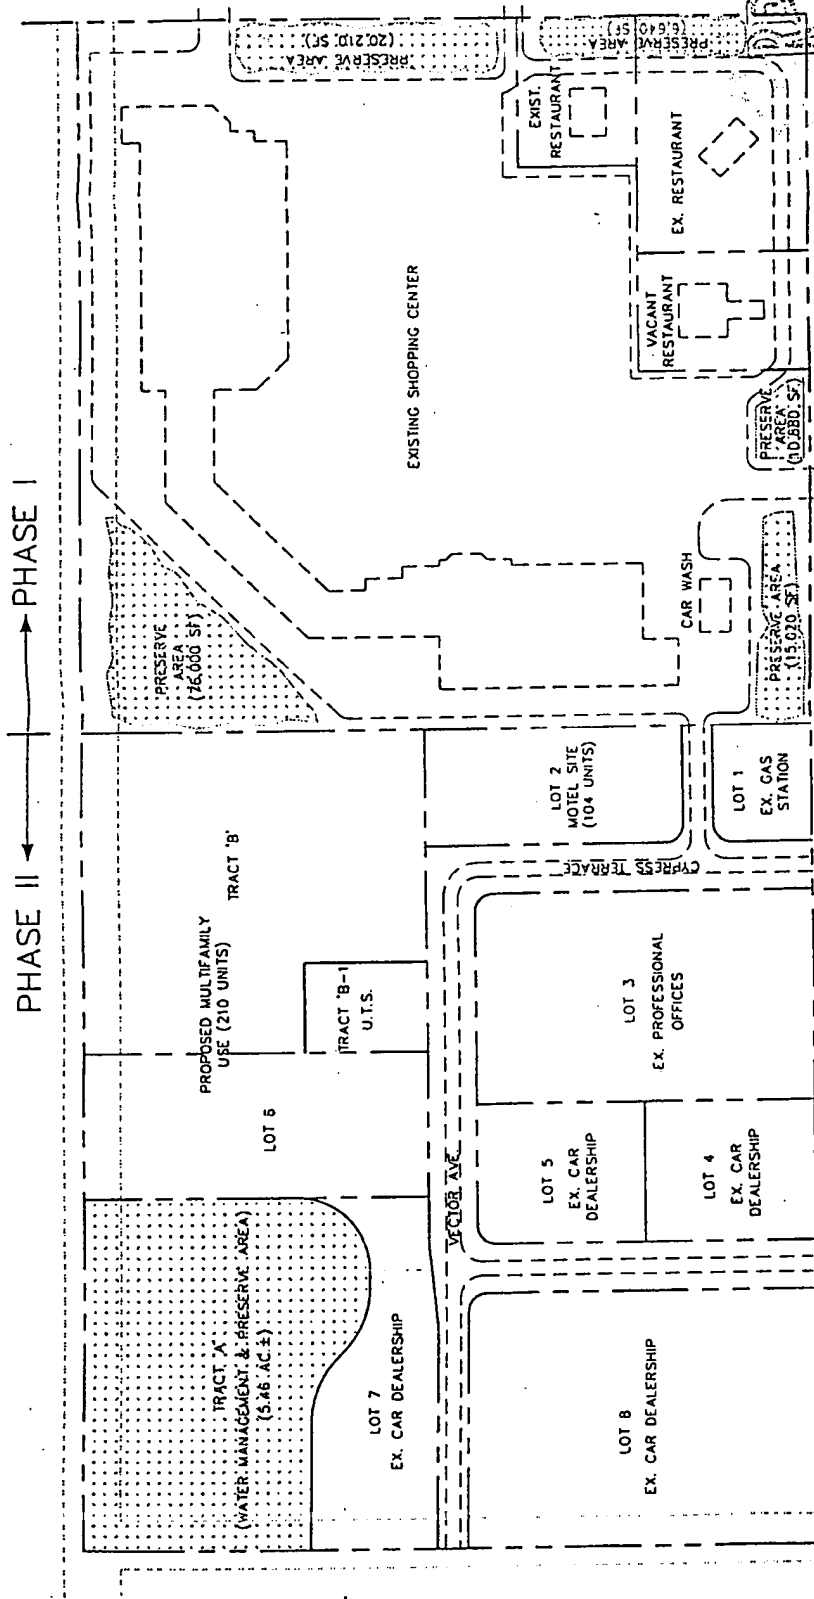 PHASE II
PHASE I
PRESERVE AREA
(20,210 SF)
PRESERVE AREA
(6,640 SF)
EXIST.
RESTAURANT
EX. RESTAURANT
VACANT
RESTAURANT
EXISTING SHOPPING CENTER
PRESERVE
AREA
(10,880 SF)
PRESERVE
AREA
(76,000 SF)
CAR WASH
PRESERVE AREA
(15,020 SF)
LOT 2
MOTEL SITE
(104 UNITS)
LOT 1
EX. GAS
STATION
CYPRESS TERRACE
TRACT 'B'
PROPOSED MULTIFAMILY
USE (210 UNITS)
TRACT 'B-1
U.T.S.
LOT 3
EX. PROFESSIONAL
OFFICES
LOT 6
VECTOR AVE.
LOT 5
EX. CAR
DEALERSHIP
LOT 4
EX. CAR
DEALERSHIP
TRACT 'A'
(WATER MANAGEMENT & PRESERVE AREA)
(5.46 AC.±)
LOT 7
EX. CAR DEALERSHIP
LOT 8
EX. CAR DEALERSHIP